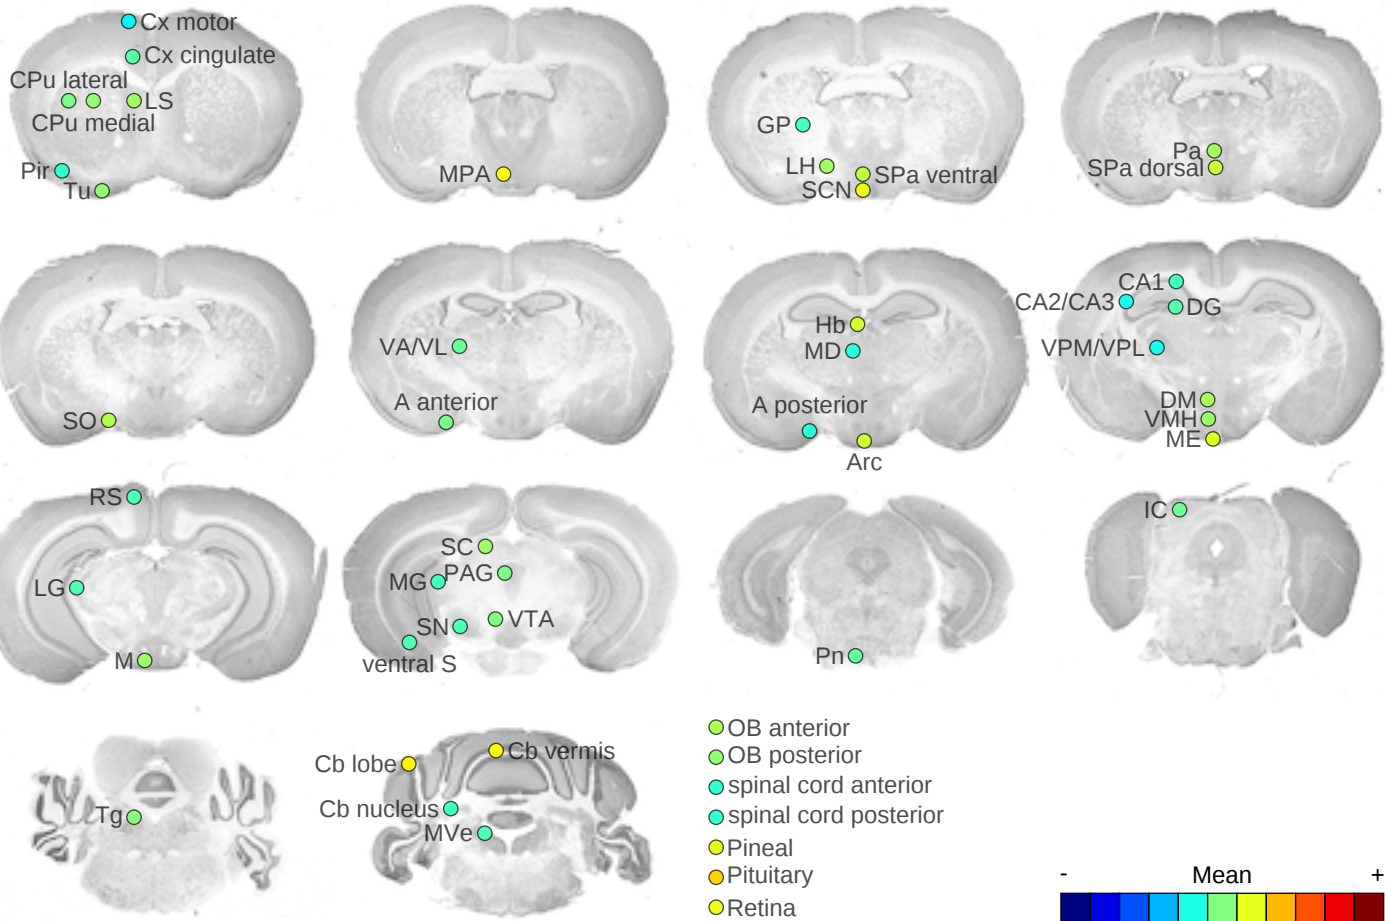 Cx motor
Cx cingulate
CPu lateral
LS
CPu medial
Pir
Tu
MPA
GP
LH
SPa ventral
SCN
Pa
SPa dorsal
SO
VA/VL
A anterior
Hb
MD
A posterior
Arc
CA1
CA2/CA3
DG
VPM/VPL
DM
VMH
ME
RS
LG
M
SC
PAG
MG
VTA
SN
ventral S
Pn
IC
Tg
Cb vermis
Cb lobe
Cb nucleus
MVe
OB anterior
OB posterior
spinal cord anterior
spinal cord posterior
Pineal
Pituitary
Retina
- Mean +